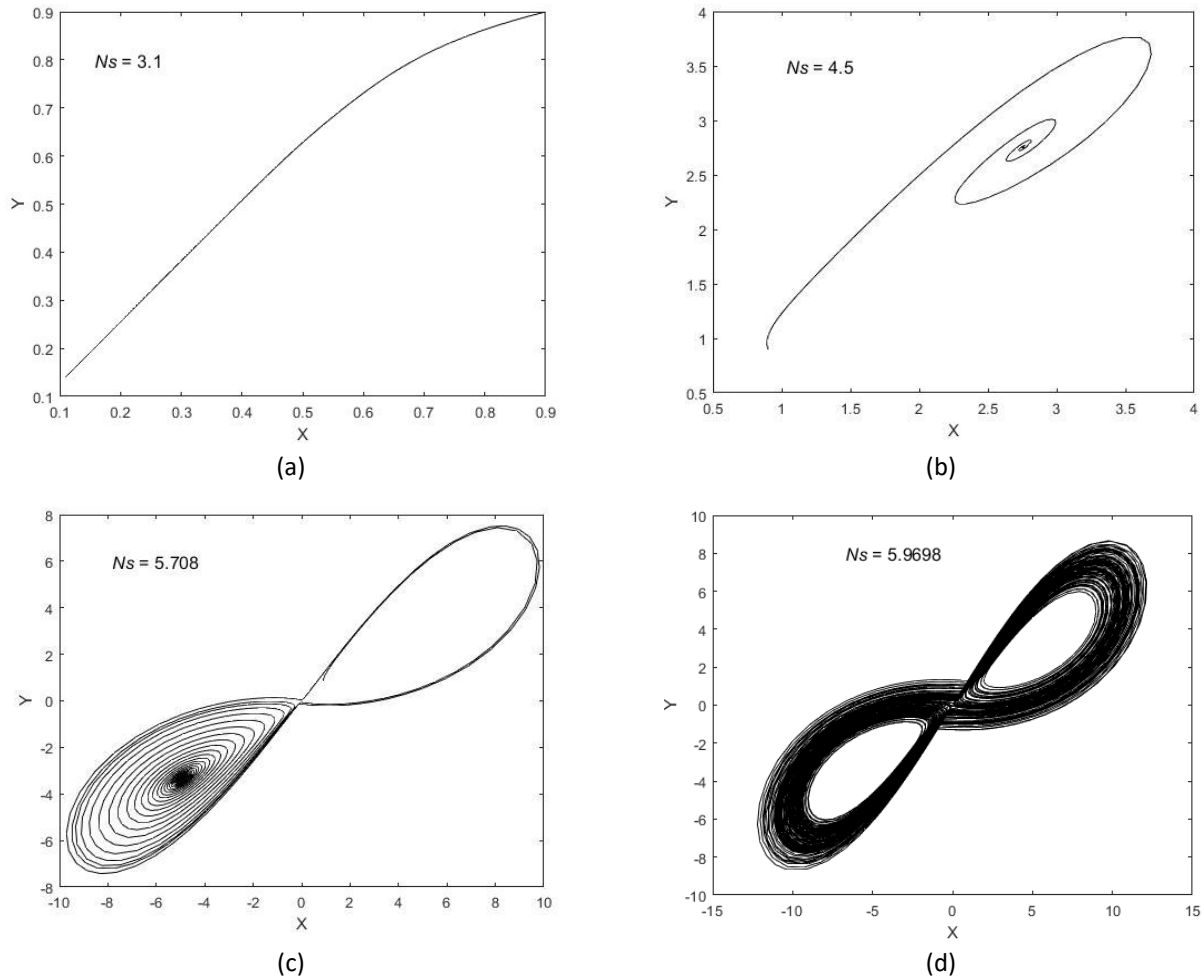 0.9
0.8
0.7
0.6
0.5
0.4
0.3
0.2
0.1
Y
Ns = 3.1
0.1 0.2 0.3 0.4 0.5 0.6 0.7 0.8 0.9
X
(a)
4
3.5
3
2.5
2
1.5
1
0.5
Y
Ns = 4.5
0.5 1 1.5 2 2.5 3 3.5 4
X
(b)
8
6
4
2
0
-2
-4
-6
-8
Y
Ns = 5.708
-10 -8 -6 -4 -2 0 2 4 6 8 10
X
(c)
10
8
6
4
2
0
-2
-4
-6
-8
-10
Y
Ns = 5.9698
-15 -10 -5 0 5 10 15
X
(d)